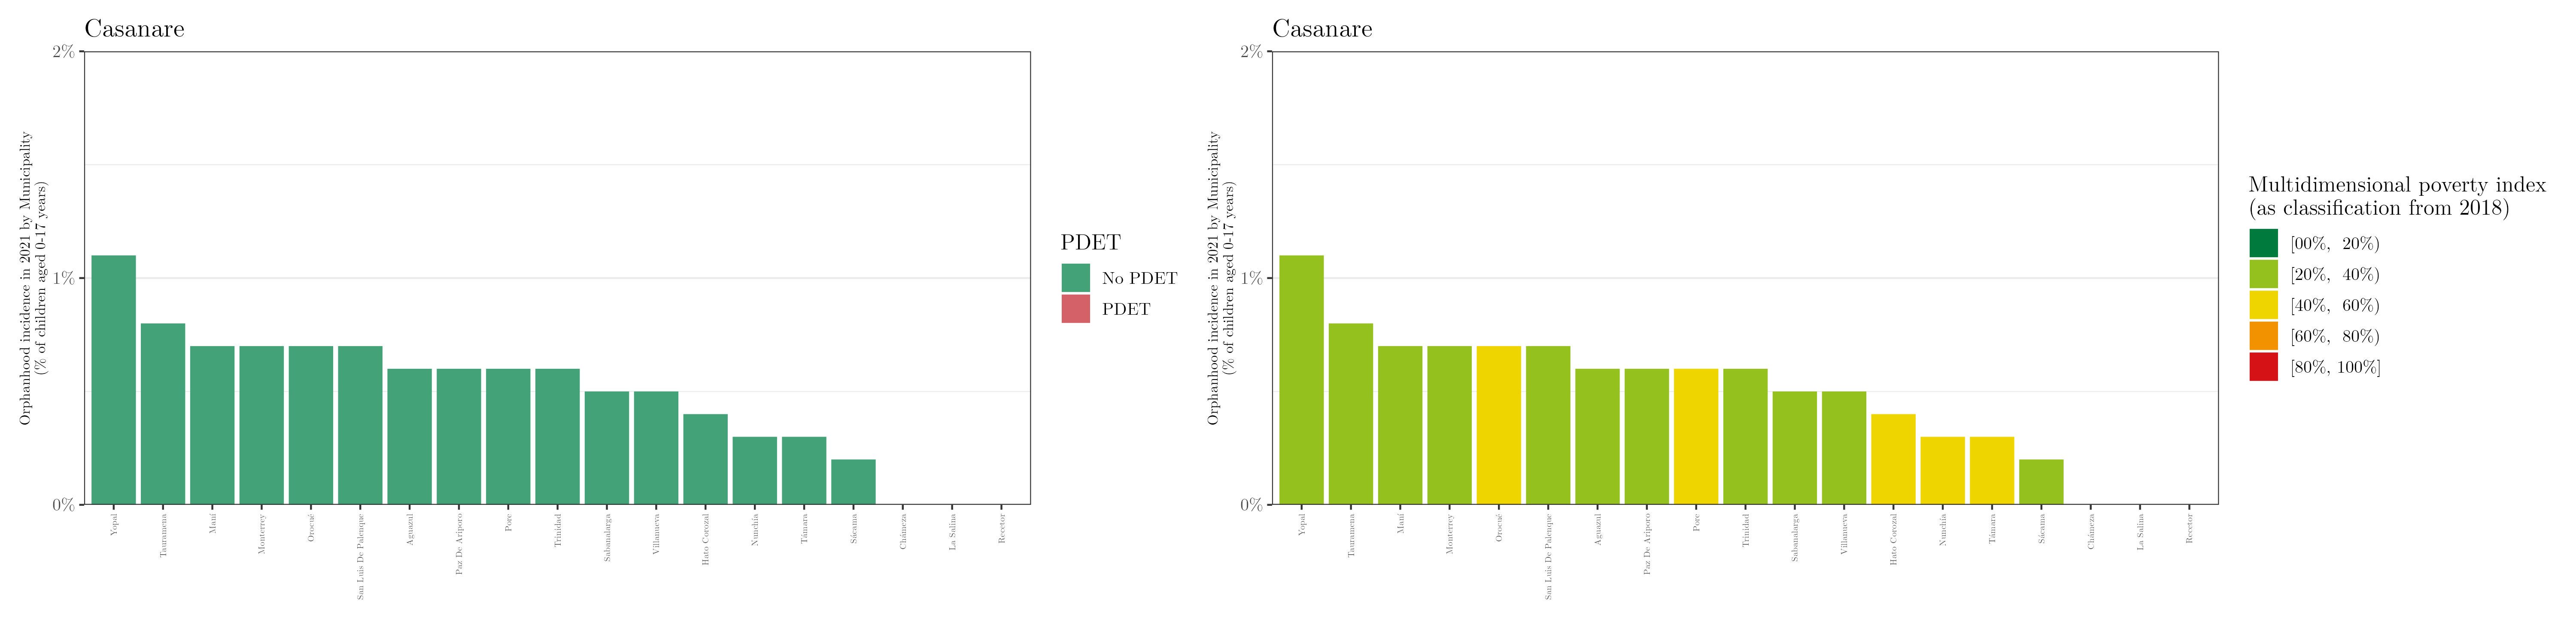 Casanare
2%
1%
0%
Orphanhood incidence in 2021 by Municipality
(% of children aged 0-17 years)
Yopal
Tauramena
Maní
Monterrey
Orocué
San Luis De Palenque
Aguazul
Paz De Ariporo
Pore
Trinidad
Sabanalarga
Villanueva
Hato Corozal
Nunchía
Támara
Sácama
Chámeza
La Salina
Recetor
PDET
No PDET
PDET
Casanare
2%
1%
0%
Orphanhood incidence in 2021 by Municipality
(% of children aged 0-17 years)
Yopal
Tauramena
Maní
Monterrey
Orocué
San Luis De Palenque
Aguazul
Paz De Ariporo
Pore
Trinidad
Sabanalarga
Villanueva
Hato Corozal
Nunchía
Támara
Sácama
Chámeza
La Salina
Recetor
Multidimensional poverty index
(as classification from 2018)
[00%, 20%)
[20%, 40%)
[40%, 60%)
[60%, 80%)
[80%, 100%]